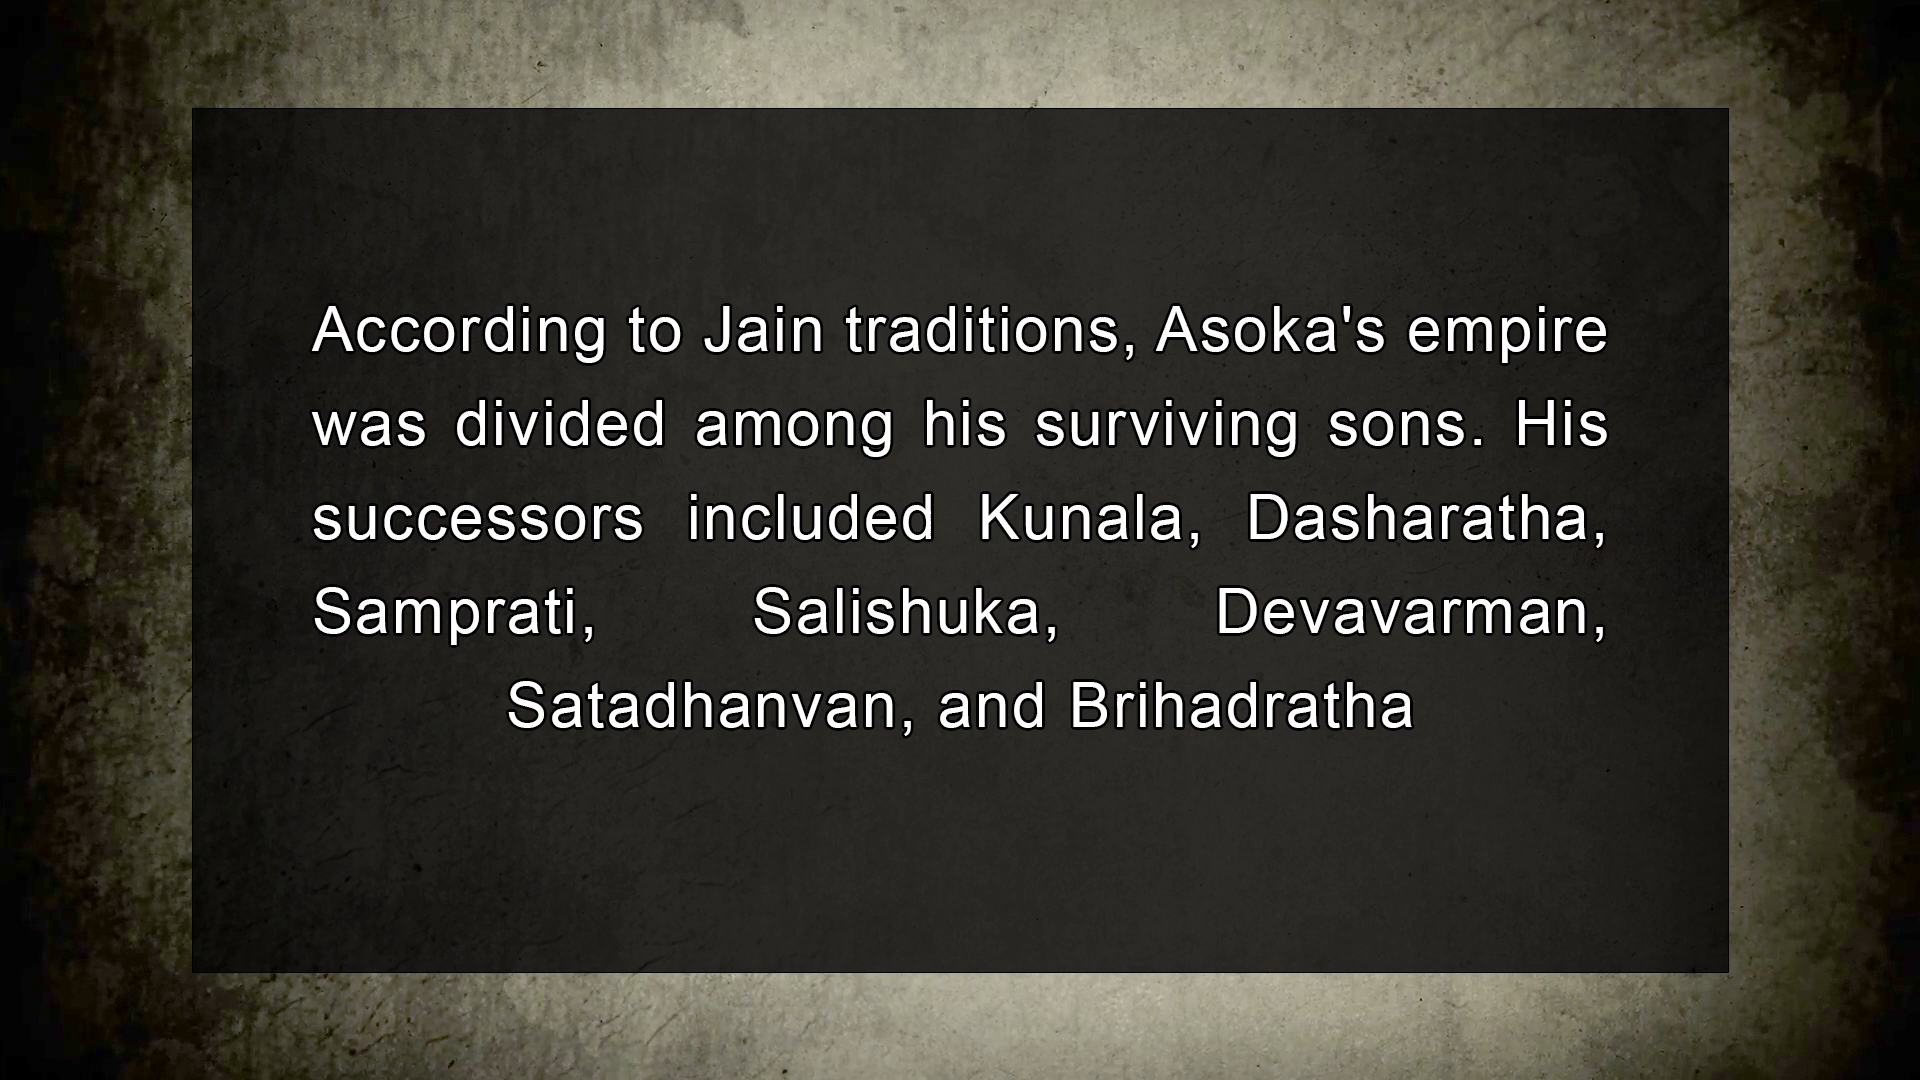 According to Jain traditions, Asoka's empire
was divided among his surviving sons. His
successors included Kunala, Dasharatha,
Samprati, Salishuka, Devavarman,
Satadhanvan, and Brihadratha